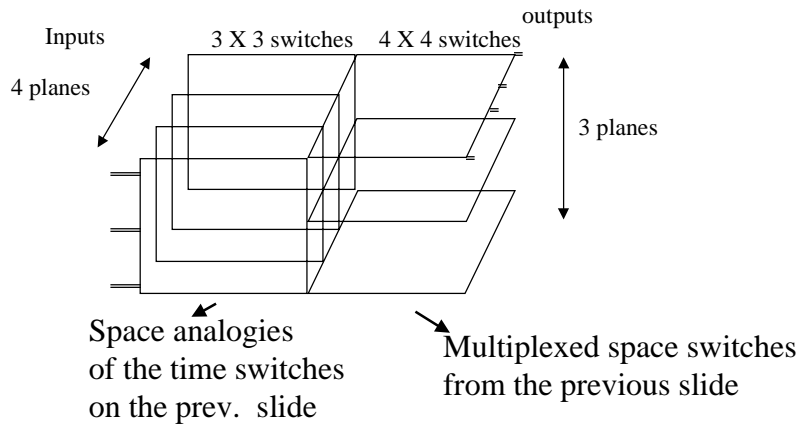 outputs
Inputs
3 X 3 switches
4 X 4 switches
4 planes
3 planes
Space analogies
of the time switches
on the prev. slide
Multiplexed space switches
from the previous slide